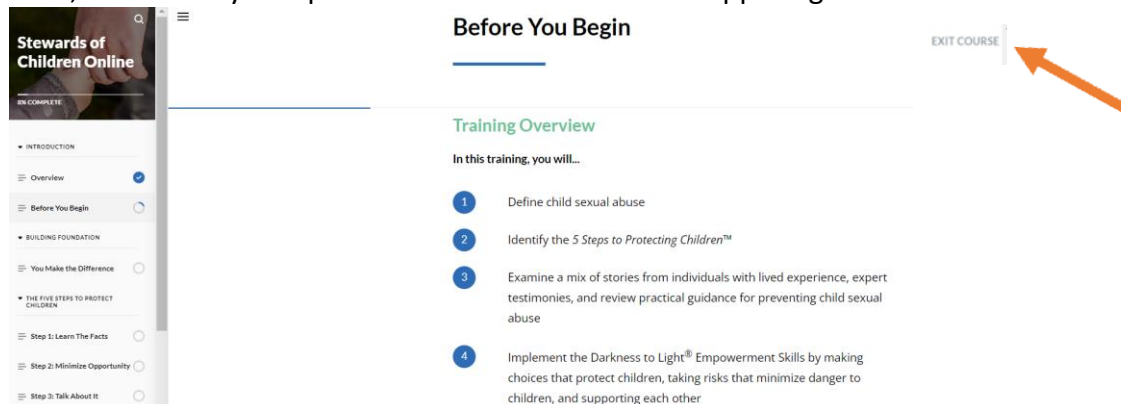 Stewards of
Children Online
8% COMPLETE
INTRODUCTION
Overview
Before You Begin
BUILDING FOUNDATION
You Make the Difference
THE FIVE STEPS TO PROTECT
CHILDREN
Step 1: Learn The Facts
Step 2: Minimize Opportunity
Step 3: Talk About It
Before You Begin
EXIT COURSE
Training Overview
In this training, you will...
1 Define child sexual abuse
2 Identify the 5 Steps to Protecting Children™
3 Examine a mix of stories from individuals with lived experience, expert
testimonies, and review practical guidance for preventing child sexual
abuse
4 Implement the Darkness to Light® Empowerment Skills by making
choices that protect children, taking risks that minimize danger to
children, and supporting each other